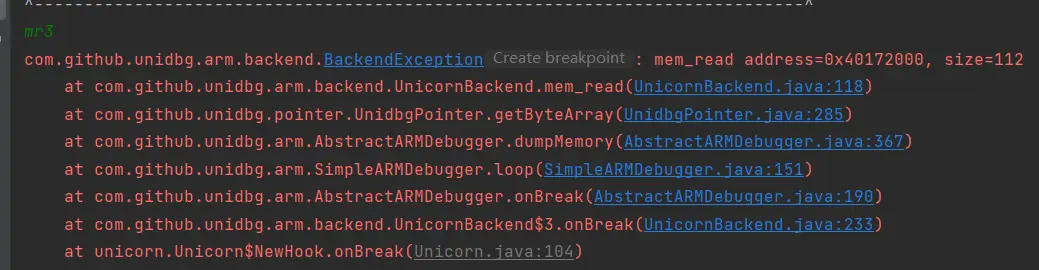 ^-----------------------------------------------------------------------------^
mr3
com.github.unidbg.arm.backend.BackendException Create breakpoint : mem_read address=0x40172000, size=112
at com.github.unidbg.arm.backend.UnicornBackend.mem_read(UnicornBackend.java:118)
at com.github.unidbg.pointer.UnidbgPointer.getByteArray(UnidbgPointer.java:285)
at com.github.unidbg.arm.AbstractARMDebugger.dumpMemory(AbstractARMDebugger.java:367)
at com.github.unidbg.arm.SimpleARMDebugger.loop(SimpleARMDebugger.java:151)
at com.github.unidbg.arm.AbstractARMDebugger.onBreak(AbstractARMDebugger.java:190)
at com.github.unidbg.arm.backend.UnicornBackend$3.onBreak(UnicornBackend.java:233)
at unicorn.Unicorn$NewHook.onBreak(Unicorn.java:104)